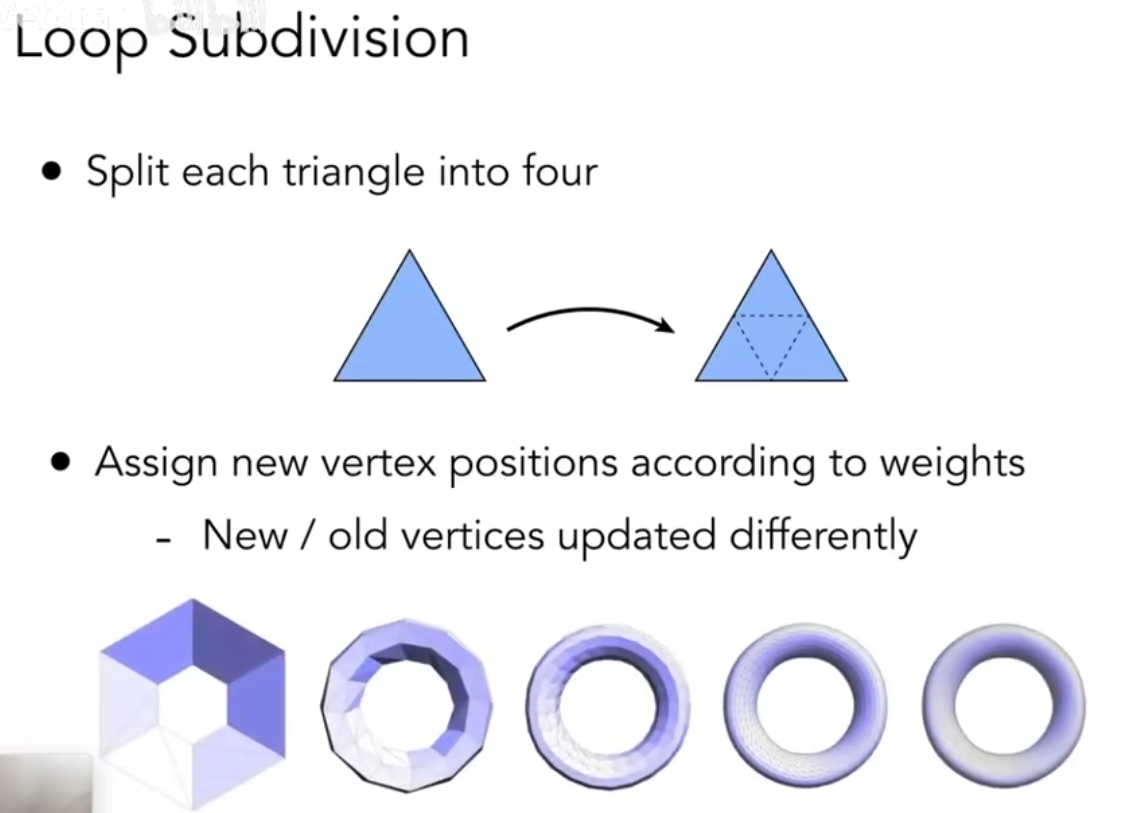 Loop Subdivision
● Split each triangle into four
● Assign new vertex positions according to weights
- New / old vertices updated differently